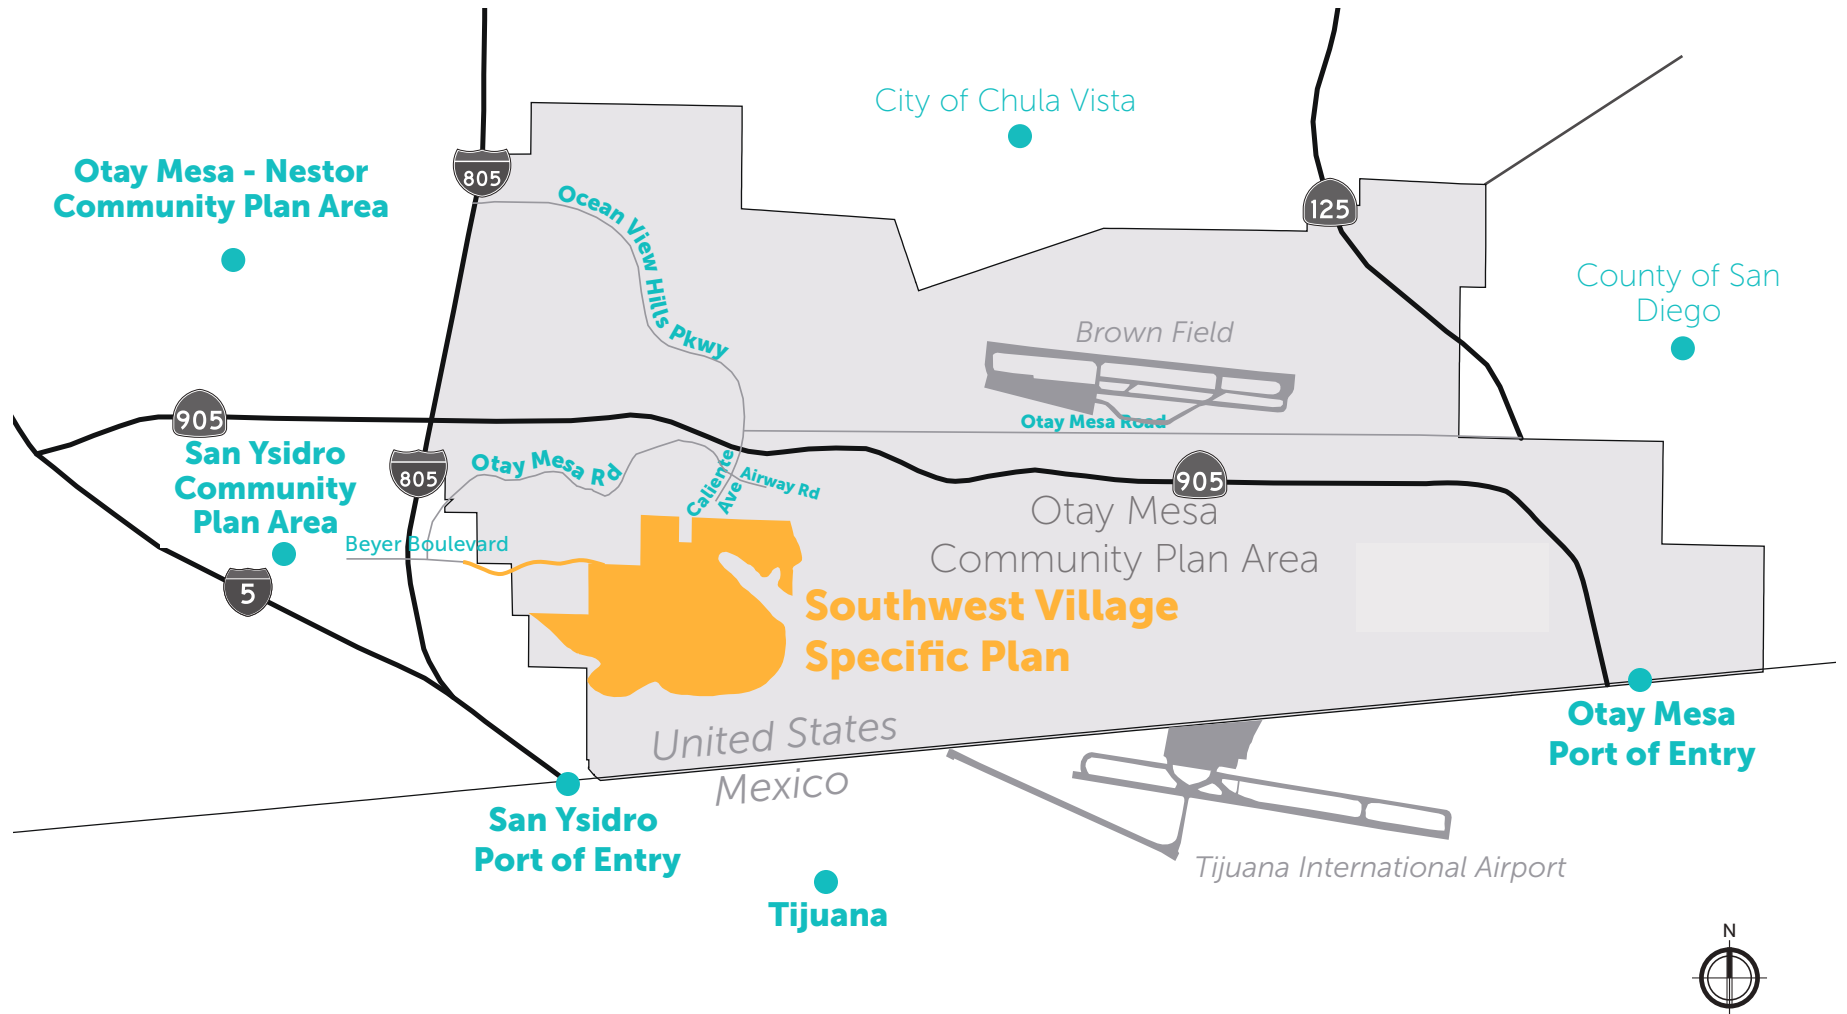 City of Chula Vista
Otay Mesa - Nestor
Community Plan Area
805
Ocean View Hills Pkwy
125
County of San
Diego
Brown Field
Otay Mesa Road
905
San Ysidro
Community
Plan Area
805
Otay Mesa Rd
Caliente
Ave
Airway Rd
905
Otay Mesa
Community Plan Area
Beyer Boulevard
5
Southwest Village
Specific Plan
United States
Mexico
Otay Mesa
Port of Entry
San Ysidro
Port of Entry
Tijuana International Airport
Tijuana
N